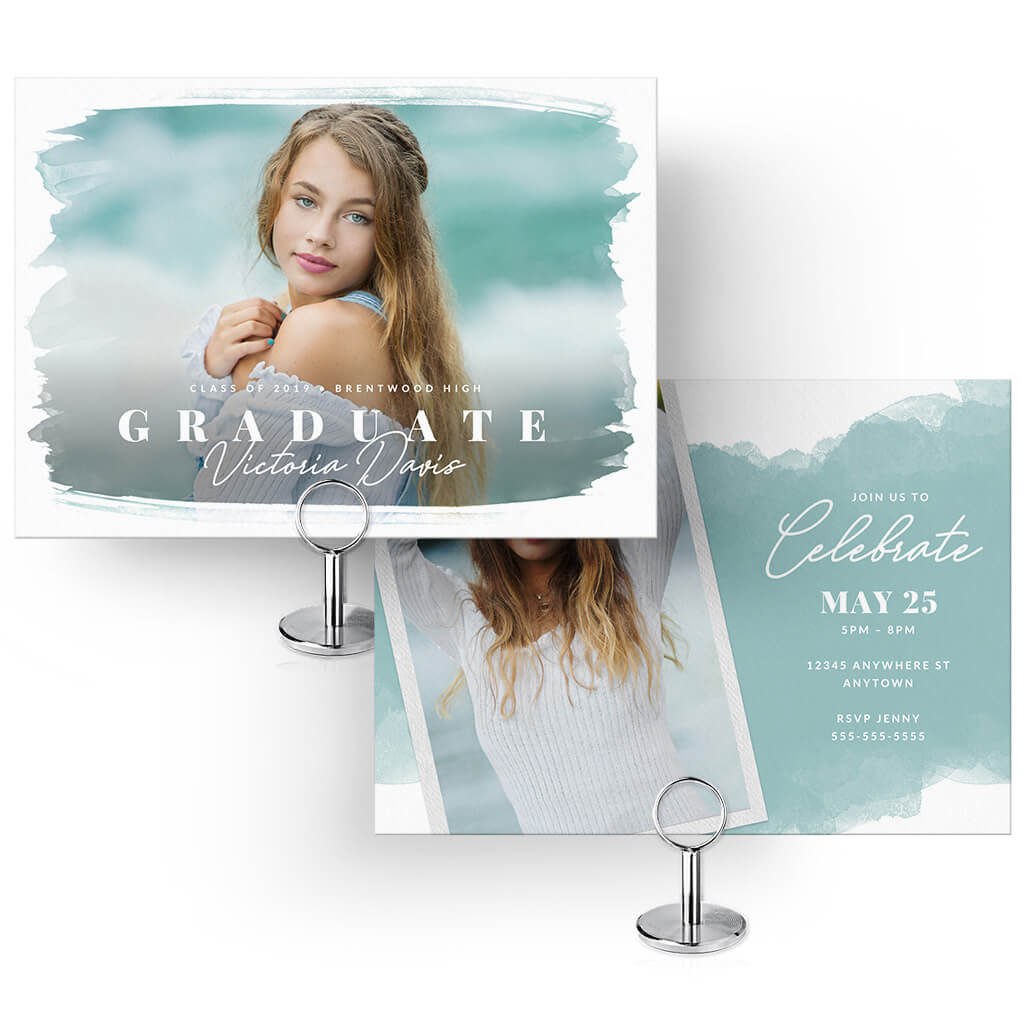 CLASS OF 2019 • BRENTWOOD HIGH
GRADUATE
Victoria Davis
JOIN US TO
Celebrate
MAY 25
5PM – 8PM
12345 ANYWHERE ST
ANYTOWN
RSVP JENNY
555-555-5555